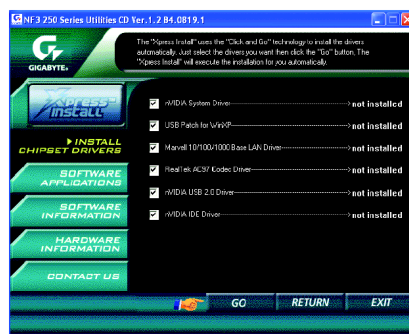 NF3 250 Series Utilities CD Ver.1.2 B4.0819.1
GIGABYTE
The "Xpress Install" uses the "Click and Go" technology to install the drivers
automatically. Just select the drivers you want then click the "GO" button. The
"Xpress Install" will execute the installation for you automatically.
Xpress
Install
INSTALL
CHIPSET DRIVERS
SOFTWARE
APPLICATIONS
SOFTWARE
INFORMATION
HARDWARE
INFORMATION
CONTACT US
nVIDIA System Driver not installed
USB Patch for WinXP not installed
Marvell 10/100/1000 Base LAN Driver not installed
RealTek AC97 Codec Driver not installed
nVIDIA USB 2.0 Driver not installed
nVIDIA IDE Driver not installed
GO RETURN EXIT